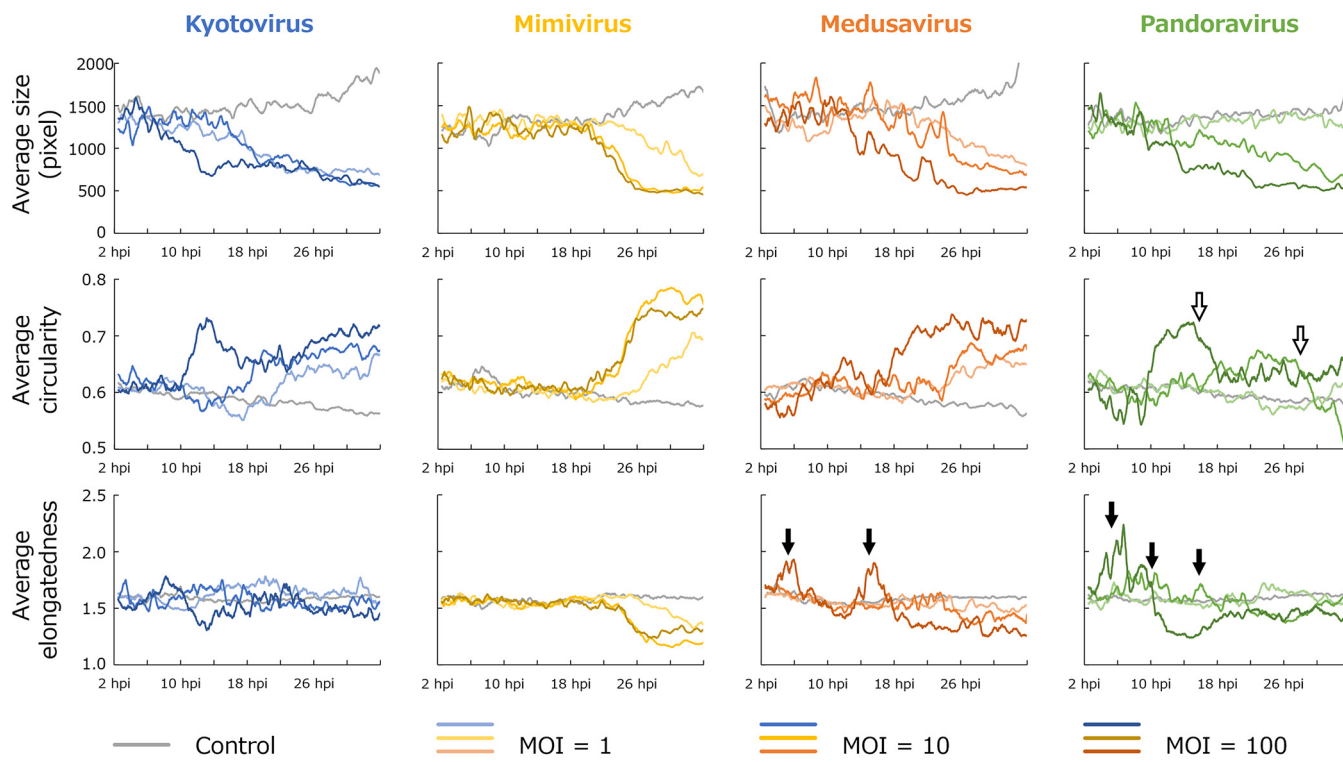 Kyotovirus Mimivirus Medusavirus Pandoravirus
Average size
(pixel)
2000
1500
1000
500
0
2 hpi 10 hpi 18 hpi 26 hpi
2 hpi 10 hpi 18 hpi 26 hpi
2 hpi 10 hpi 18 hpi 26 hpi
2 hpi 10 hpi 18 hpi 26 hpi
Average
circularity
0.8
0.7
0.6
0.5
2 hpi 10 hpi 18 hpi 26 hpi
2 hpi 10 hpi 18 hpi 26 hpi
2 hpi 10 hpi 18 hpi 26 hpi
2 hpi 10 hpi 18 hpi 26 hpi
Average
elongatedness
2.5
2.0
1.5
1.0
2 hpi 10 hpi 18 hpi 26 hpi
2 hpi 10 hpi 18 hpi 26 hpi
2 hpi 10 hpi 18 hpi 26 hpi
2 hpi 10 hpi 18 hpi 26 hpi
Control MOI = 1 MOI = 10 MOI = 100